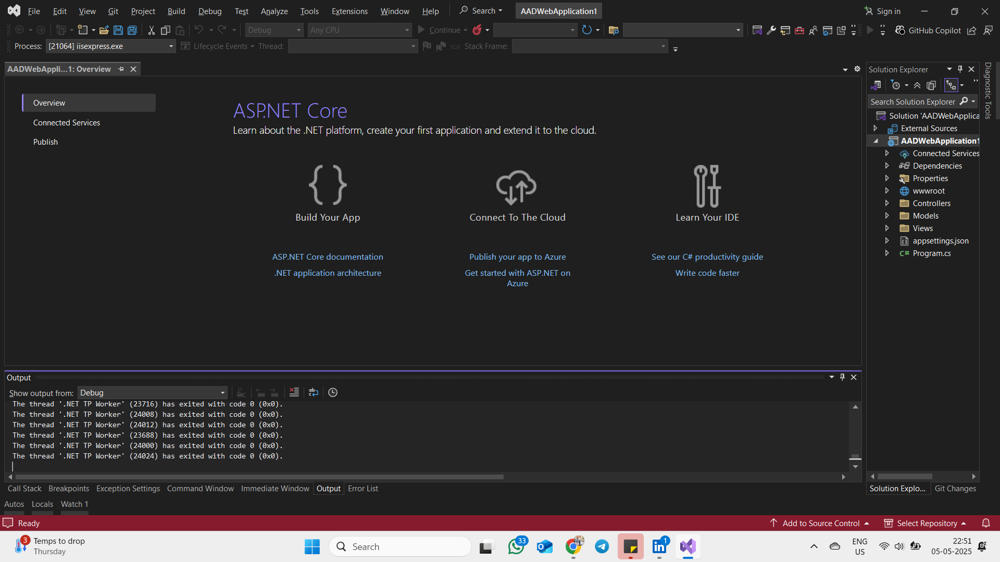 File Edit View Git Project Build Debug Test Analyze Tools Extensions Window Help Search AADWebApplication1 Sign in
Debug Any CPU Continue GitHub Copilot
Process: [21064] iisexpress.exe Lifecycle Events Thread: Stack Frame:
AADWebAppli...1: Overview
Overview
Connected Services
Publish
ASP.NET Core
Learn about the .NET platform, create your first application and extend it to the cloud.
Build Your App
ASP.NET Core documentation
.NET application architecture
Connect To The Cloud
Publish your app to Azure
Get started with ASP.NET on
Azure
Learn Your IDE
See our C# productivity guide
Write code faster
Solution Explorer
Search Solution Explorer
Solution 'AADWebApplica
External Sources
AADWebApplication1
Connected Services
Dependencies
Properties
wwwroot
Controllers
Models
Views
appsettings.json
C# Program.cs
Solution Explo... Git Changes
Diagnostic Tools
Output
Show output from: Debug
The thread '.NET TP Worker' (23716) has exited with code 0 (0x0).
The thread '.NET TP Worker' (24008) has exited with code 0 (0x0).
The thread '.NET TP Worker' (24012) has exited with code 0 (0x0).
The thread '.NET TP Worker' (23688) has exited with code 0 (0x0).
The thread '.NET TP Worker' (24000) has exited with code 0 (0x0).
The thread '.NET TP Worker' (24024) has exited with code 0 (0x0).
Call Stack Breakpoints Exception Settings Command Window Immediate Window Output Error List
Autos Locals Watch 1
Ready Add to Source Control Select Repository
3 Temps to drop
Thursday
Search
33
1
ENG
US
22:51
05-05-2025